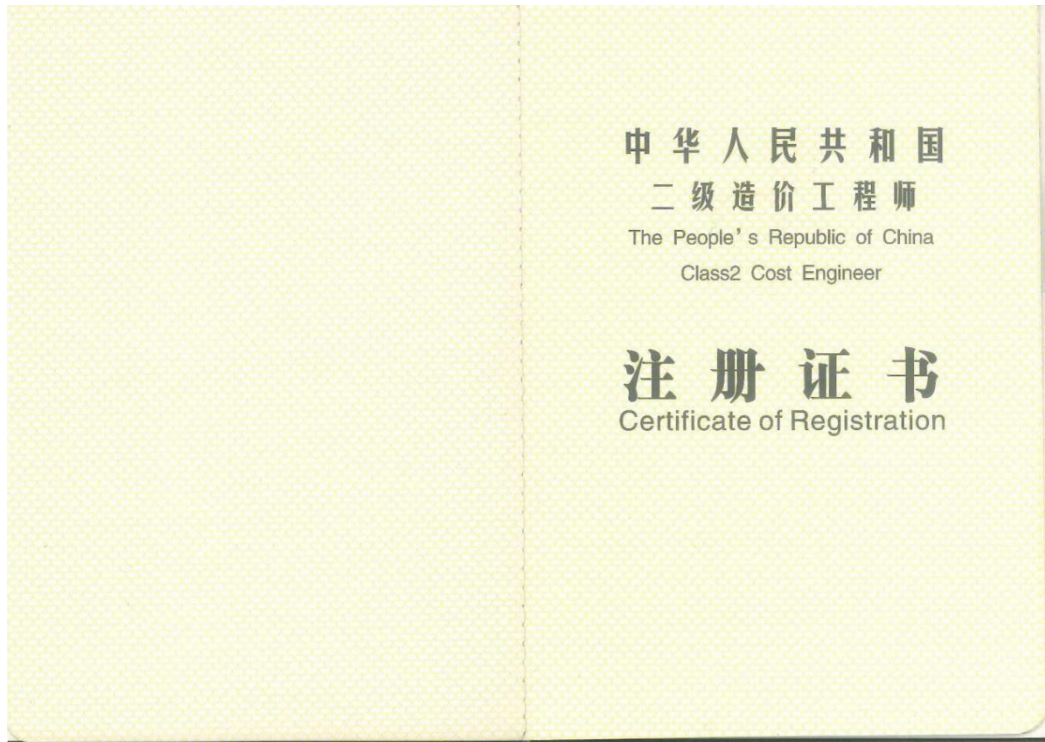 中华人民共和国
二级造价工程师
The People's Republic of China
Class2 Cost Engineer
注册证书
Certificate of Registration